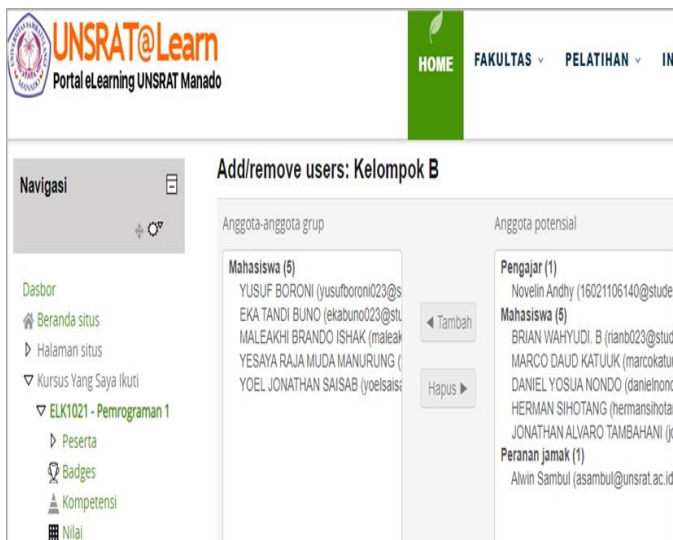 UNSRAT@Learn
Portal eLearning UNSRAT Manado
HOME
FAKULTAS
PELATIHAN
IN
Navigasi
Dasbor
Beranda situs
Halaman situs
Kursus Yang Saya Ikuti
ELK1021 - Pemrograman 1
Peserta
Badges
Kompetensi
Nilai
Add/remove users: Kelompok B
Anggota-anggota grup
Mahasiswa (5)
YUSUF BORONI (yusufboroni023@s
EKA TANDI BUNO (ekabuno023@stu
MALEAKHI BRANDO ISHAK (maleak
YESAYA RAJA MUDA MANURUNG (
YOEL JONATHAN SAISAB (yoelsaisa
Tambah
Hapus
Anggota potensial
Pengajar (1)
Novelin Andhy (16021106140@stude
Mahasiswa (5)
BRIAN WAHYUDI. B (rianb023@stud
MARCO DAUD KATUUK (marcokatu
DANIEL YOSUA NONDO (danielnond
HERMAN SIHOTANG (hermansihota
JONATHAN ALVARO TAMBAHANI (jo
Peranan jamak (1)
Alwin Sambul (asambul@unsrat.ac.id